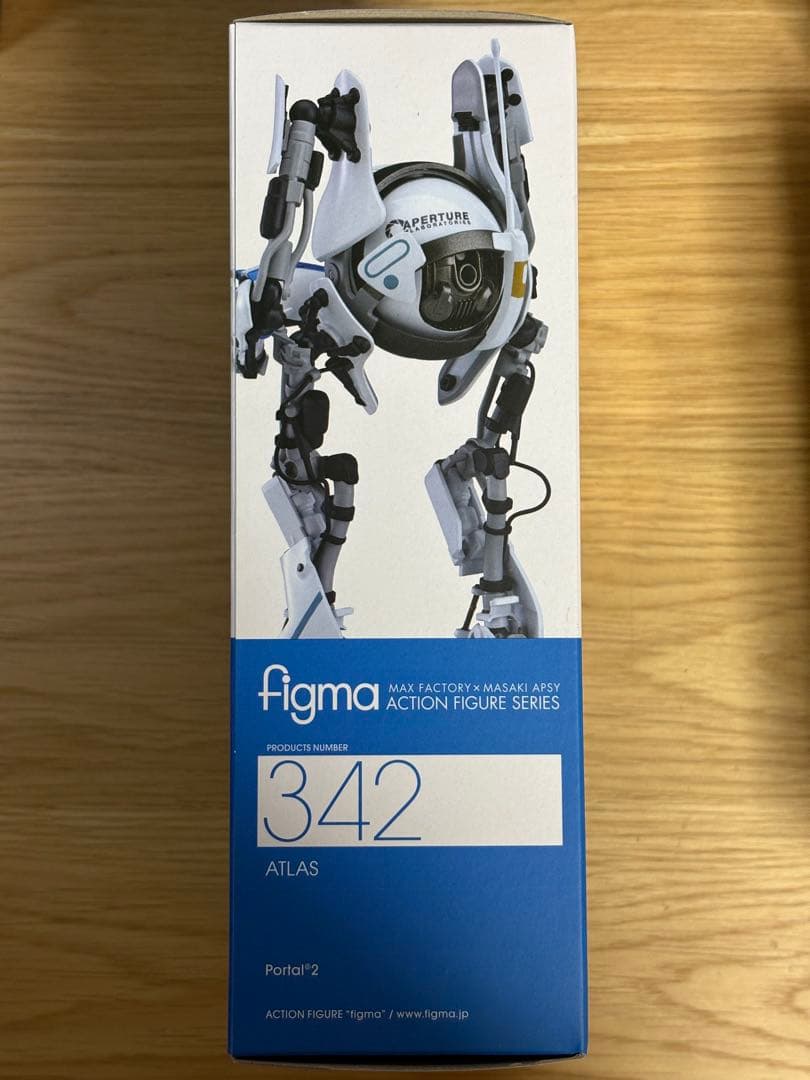 APERTURE
LABORATORIES
figma
MAX FACTORY × MASAKI APSY
ACTION FIGURE SERIES
PRODUCTS NUMBER
342
ATLAS
Portal®2
ACTION FIGURE "figma" / www.figma.jp